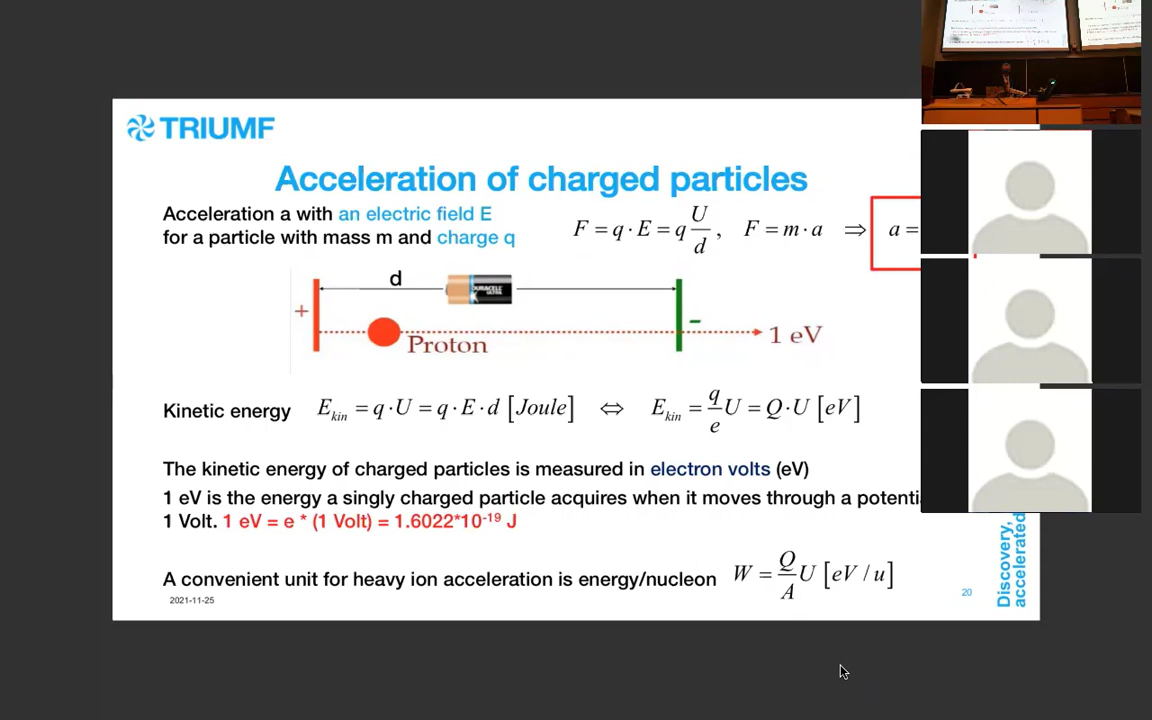 TRIUMF
Acceleration of charged particles
Acceleration a with an electric field E
for a particle with mass m and charge q
F = q · E = q U/d , F = m · a ⇒ a =
d
DURACELL
ULTRA
+
-
Proton
1 eV
Kinetic energy E_kin = q · U = q · E · d [Joule] ⇔ E_kin = q/e U = Q · U [eV]
The kinetic energy of charged particles is measured in electron volts (eV)
1 eV is the energy a singly charged particle acquires when it moves through a
1 Volt. 1 eV = e * (1 Volt) = 1.6022*10^-19 J
A convenient unit for heavy ion acceleration is energy/nucleon W = Q/A U [eV / u]
2021-11-25
20
Discovery,
accelerated